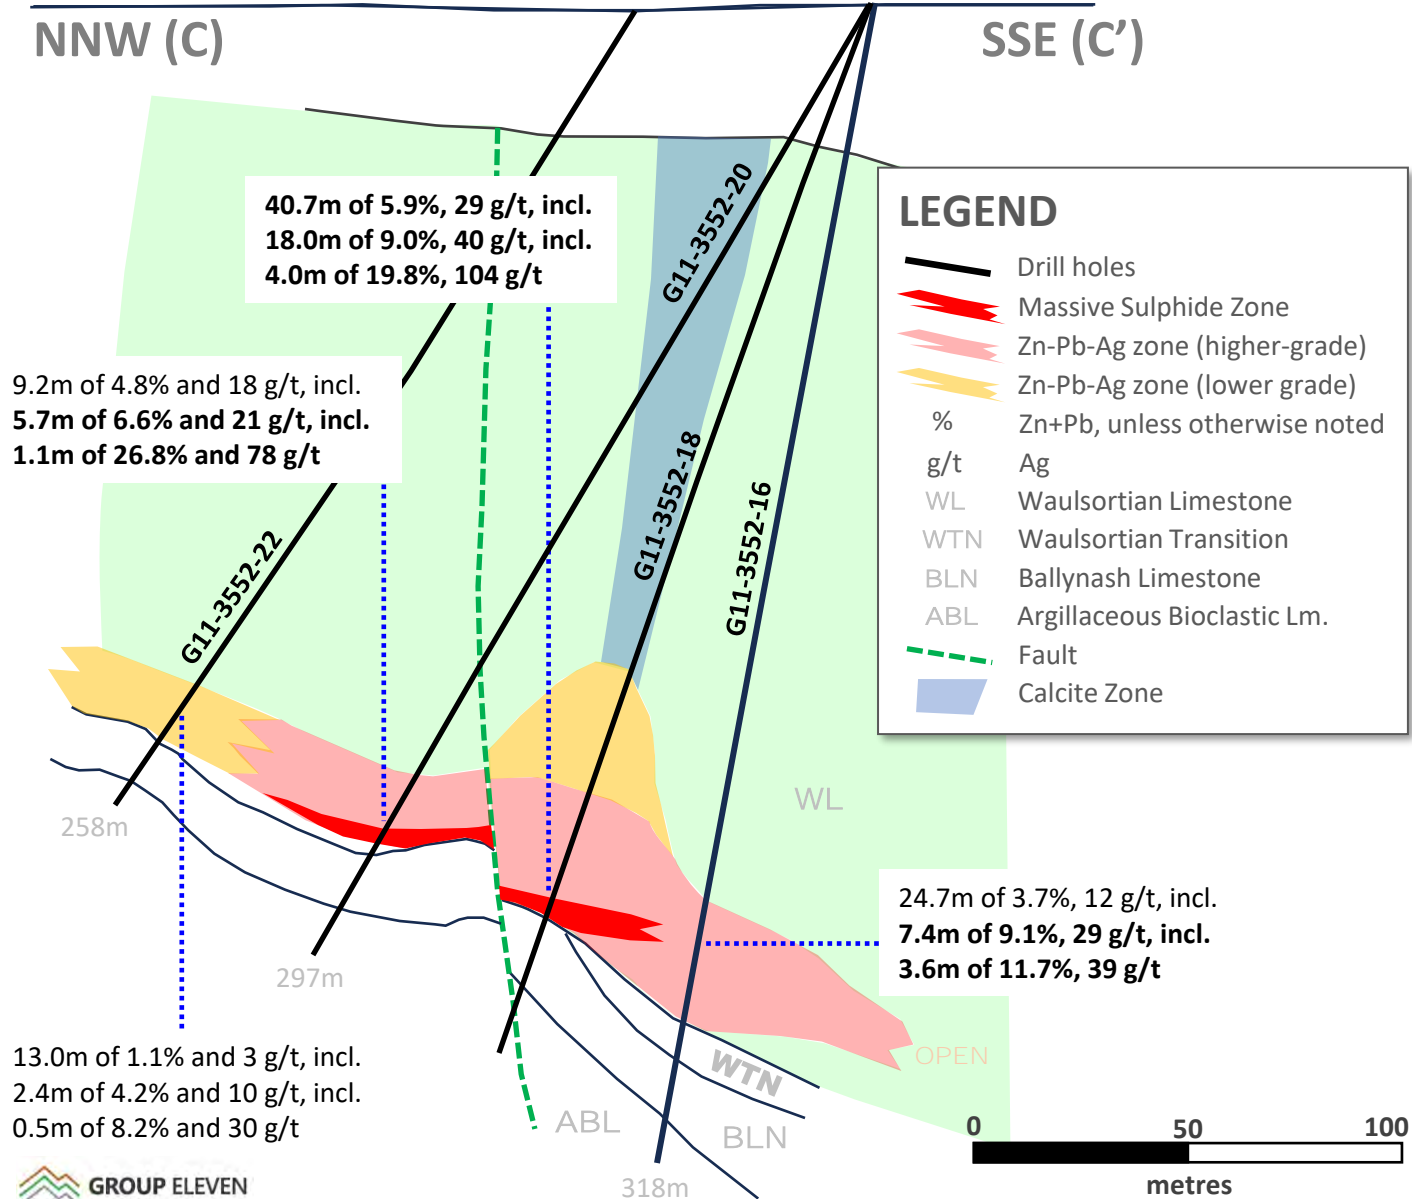 NNW (C)
SSE (C’)
40.7m of 5.9%, 29 g/t, incl.
18.0m of 9.0%, 40 g/t, incl.
4.0m of 19.8%, 104 g/t
G11-3552-20
9.2m of 4.8% and 18 g/t, incl.
5.7m of 6.6% and 21 g/t, incl.
1.1m of 26.8% and 78 g/t
G11-3552-22
G11-3552-18
G11-3552-16
LEGEND
Drill holes
Massive Sulphide Zone
Zn-Pb-Ag zone (higher-grade)
Zn-Pb-Ag zone (lower grade)
% Zn+Pb, unless otherwise noted
g/t Ag
WL Waulsortian Limestone
WTN Waulsortian Transition
BLN Ballynash Limestone
ABL Argillaceous Bioclastic Lm.
Fault
Calcite Zone
WL
258m
297m
24.7m of 3.7%, 12 g/t, incl.
7.4m of 9.1%, 29 g/t, incl.
3.6m of 11.7%, 39 g/t
OPEN
WTN
13.0m of 1.1% and 3 g/t, incl.
2.4m of 4.2% and 10 g/t, incl.
0.5m of 8.2% and 30 g/t
ABL
BLN
318m
0 50 100
metres
GROUP ELEVEN